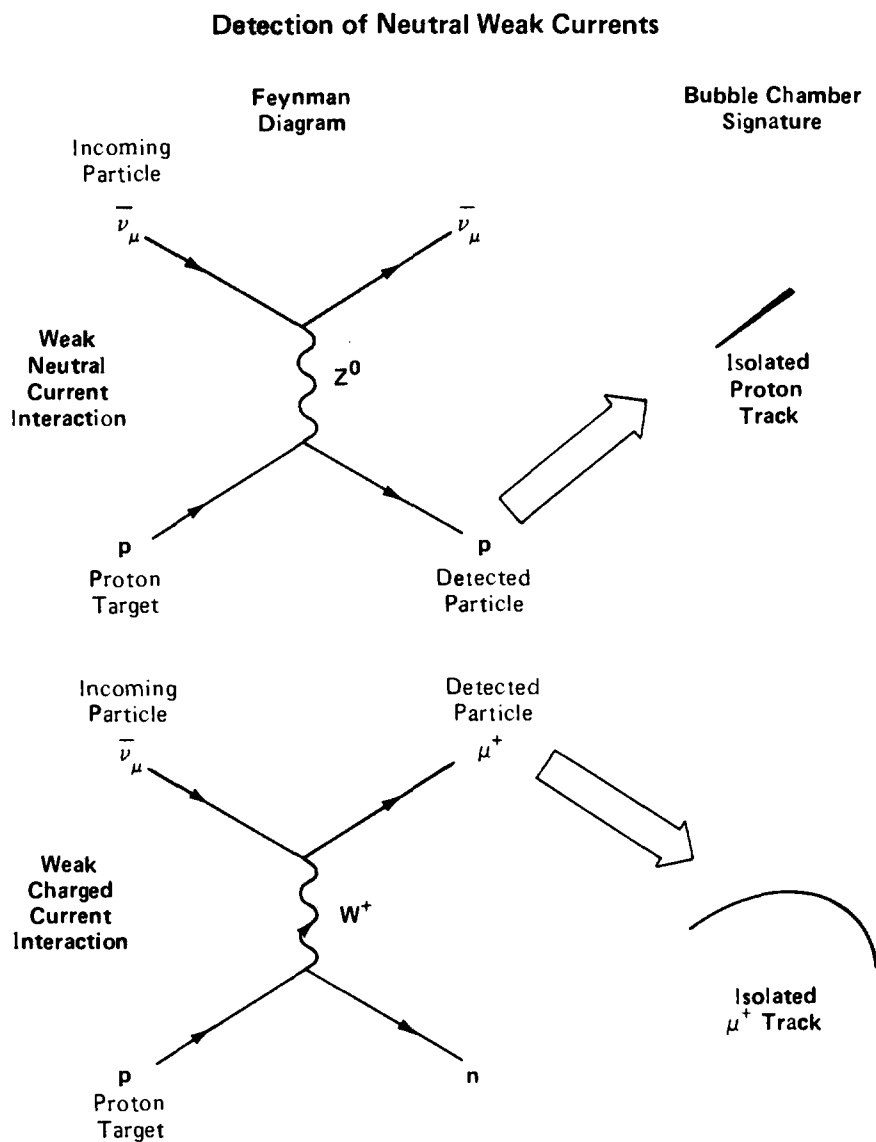 Detection of Neutral Weak Currents
Feynman
Diagram
Bubble Chamber
Signature
Incoming
Particle
ν̅μ
ν̅μ
Weak
Neutral
Current
Interaction
Z⁰
Isolated
Proton
Track
p
Proton
Target
p
Detected
Particle
Incoming
Particle
ν̅μ
Detected
Particle
μ⁺
Weak
Charged
Current
Interaction
W⁺
Isolated
μ⁺ Track
p
Proton
Target
n